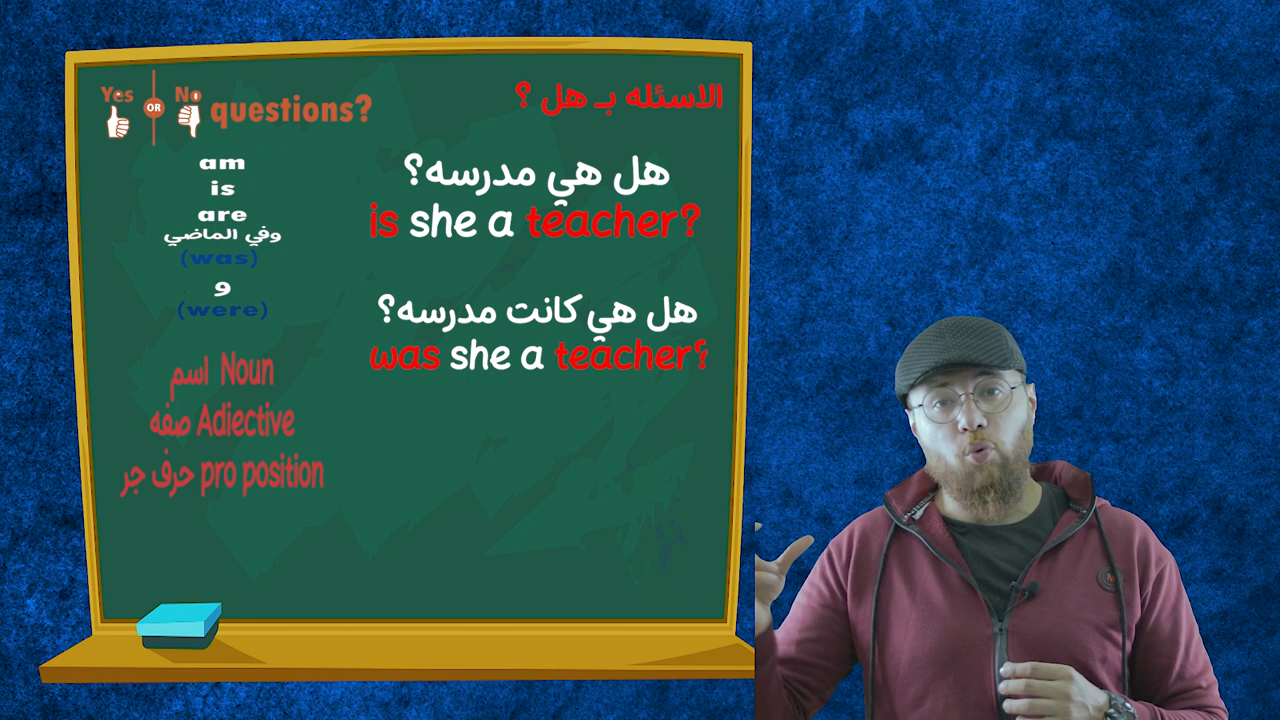 Yes OR No questions?
الاسئله بـ هل ؟
am
is
are
وفي الماضي
(was)
و
(were)
اسم Noun
صفه Adiective
حرف جر pro position
هل هي مدرسه؟
is she a teacher?
هل هي كانت مدرسه؟
was she a teacher؟
M